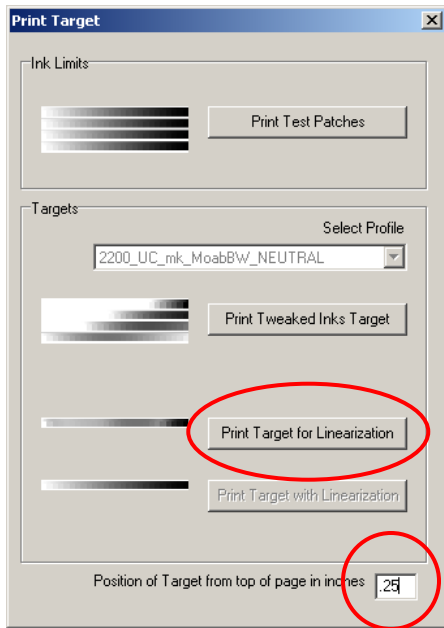 Print Target
Ink Limits
Print Test Patches
Targets
Select Profile
2200_UC_mk_MoabBW_NEUTRAL
Print Tweaked Inks Target
Print Target for Linearization
Print Target with Linearization
Position of Target from top of page in inches .25